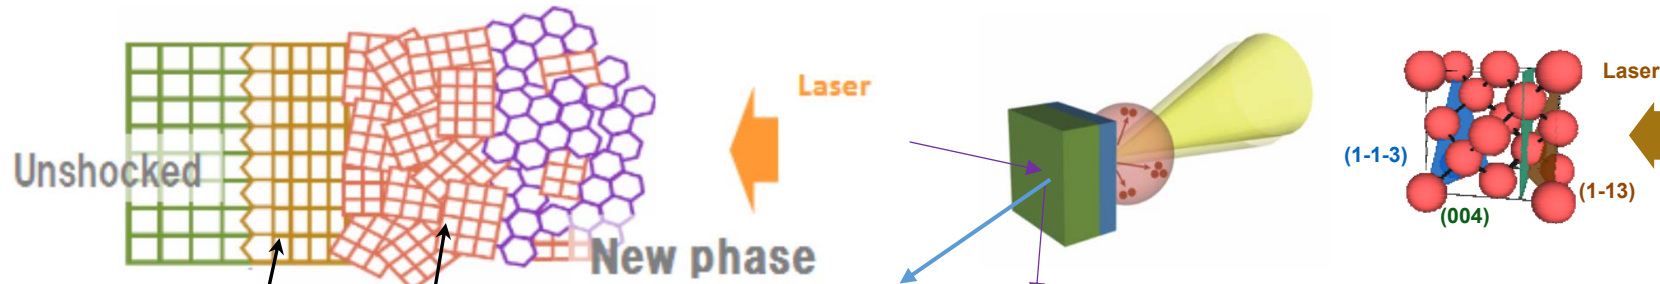 Laser
Unshocked
New phase
Laser
(1-1-3)
(1-13)
(004)